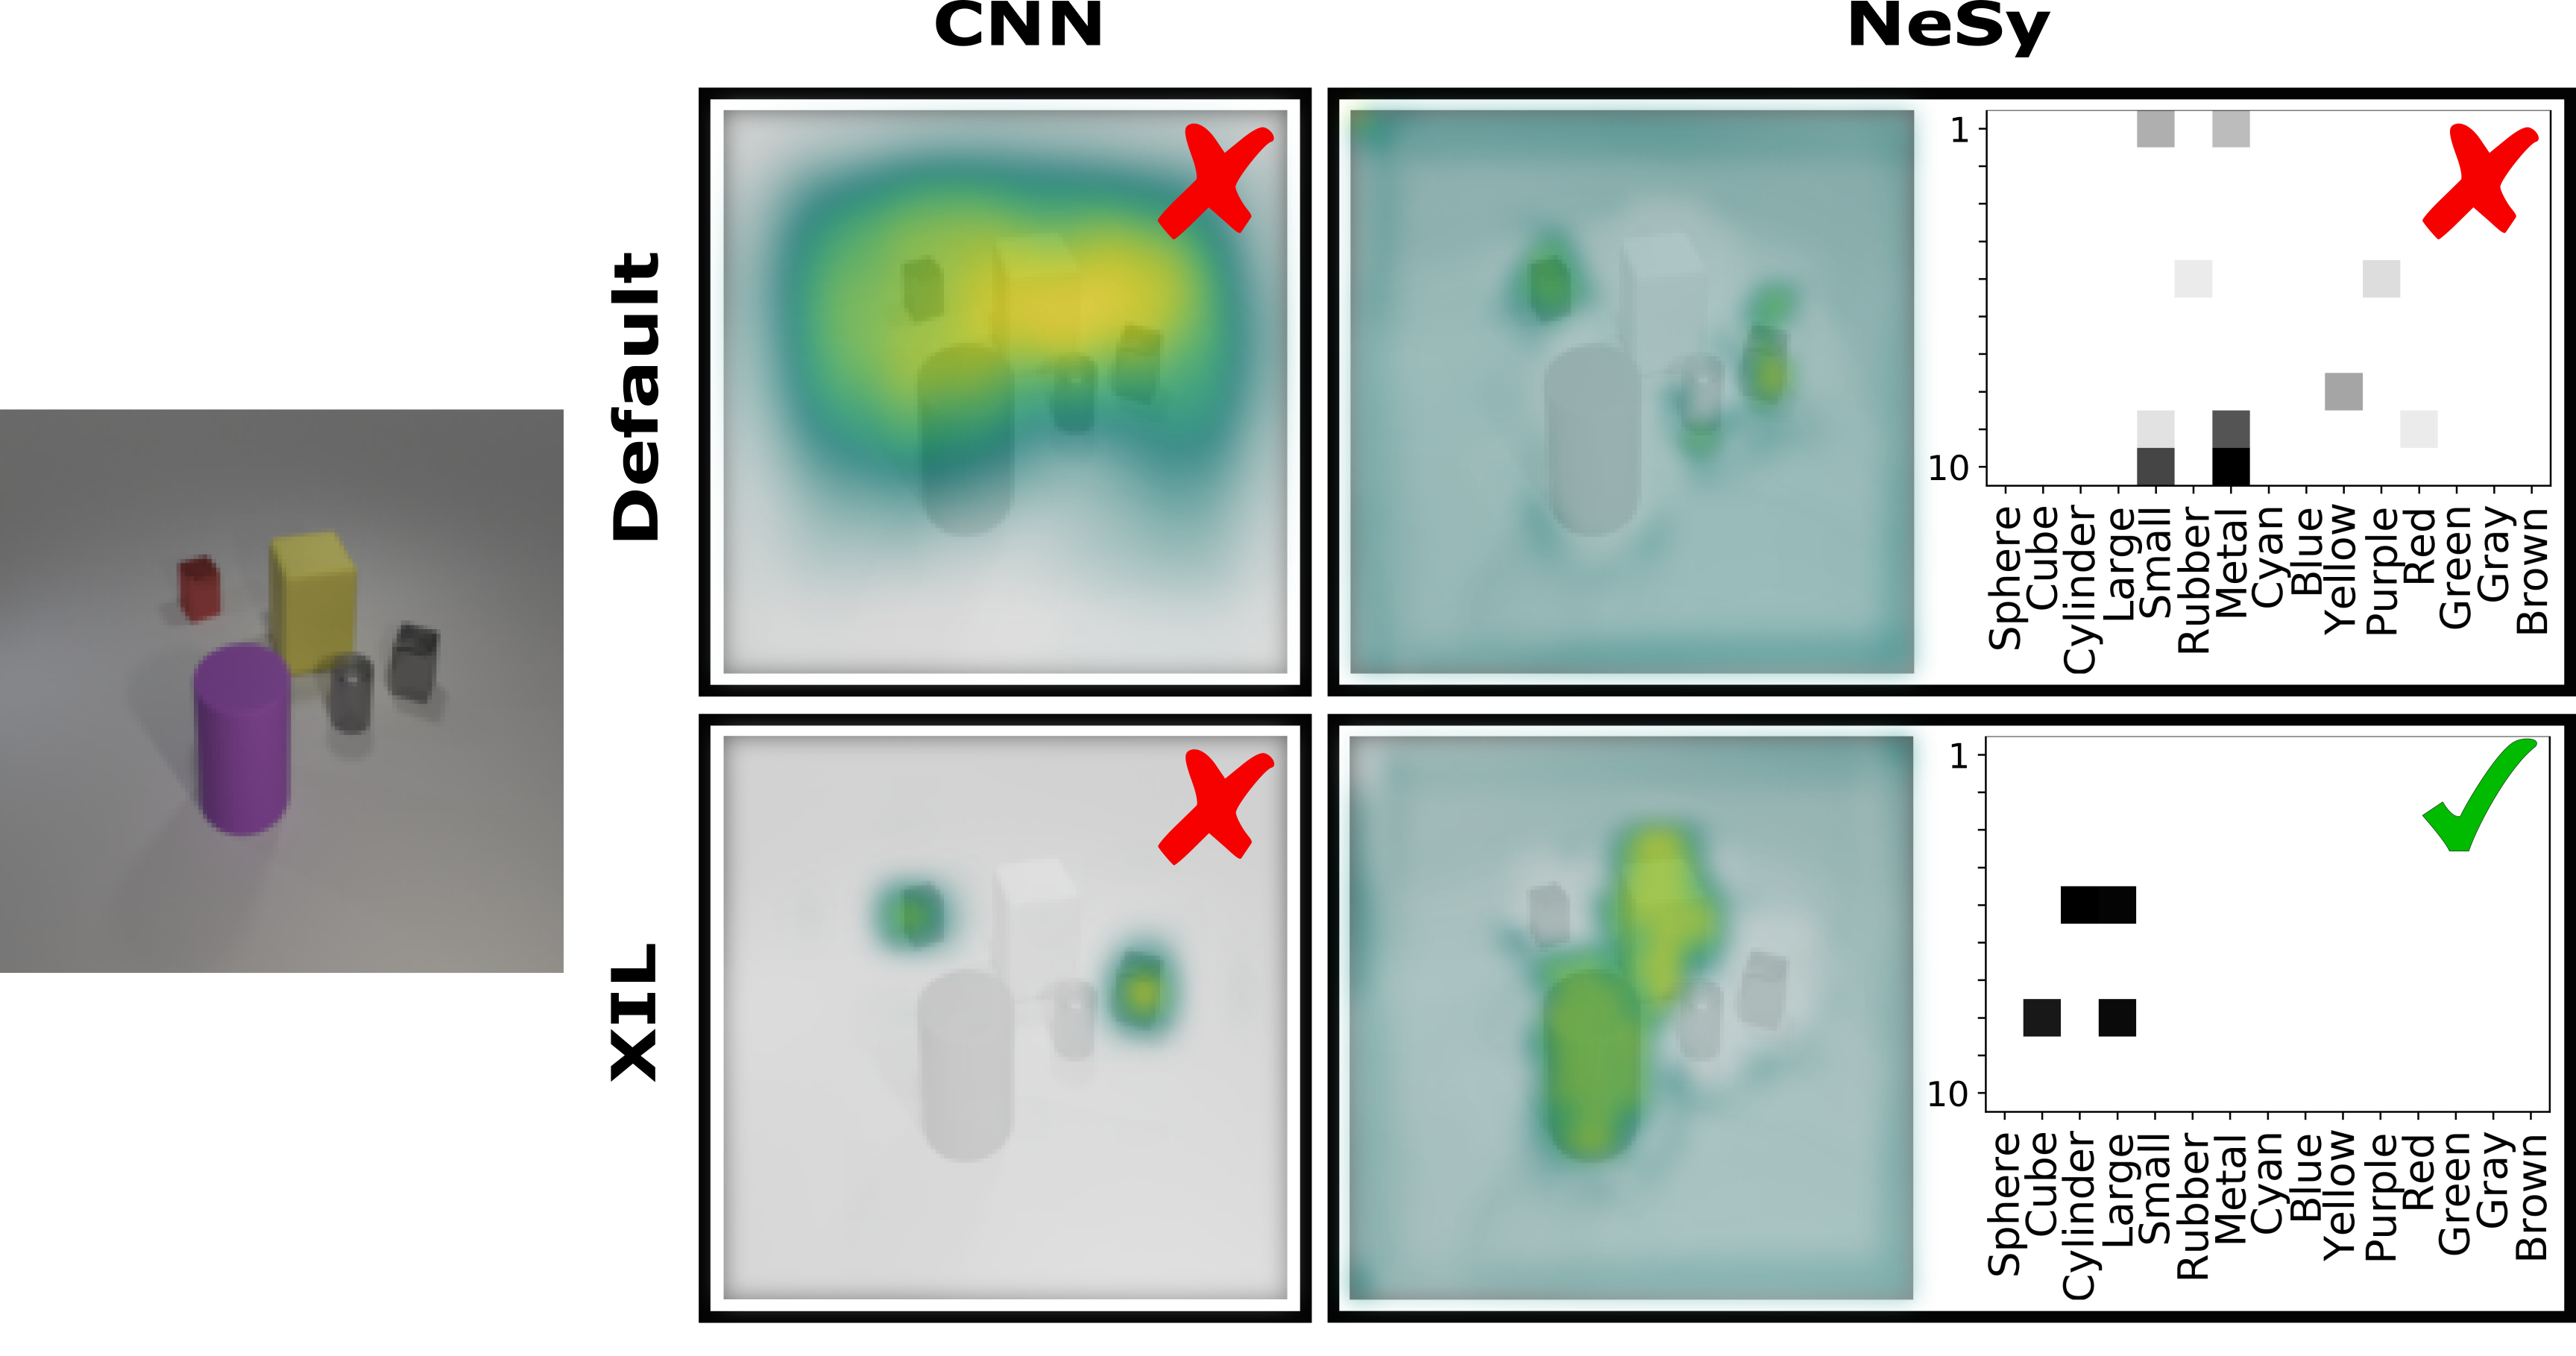 CNN
NeSy
Default
1
10
Sphere
Cube
Cylinder
Large
Small
Rubber
Metal
Cyan
Blue
Yellow
Purple
Red
Green
Gray
Brown
XIL
1
10
Sphere
Cube
Cylinder
Large
Small
Rubber
Metal
Cyan
Blue
Yellow
Purple
Red
Green
Gray
Brown